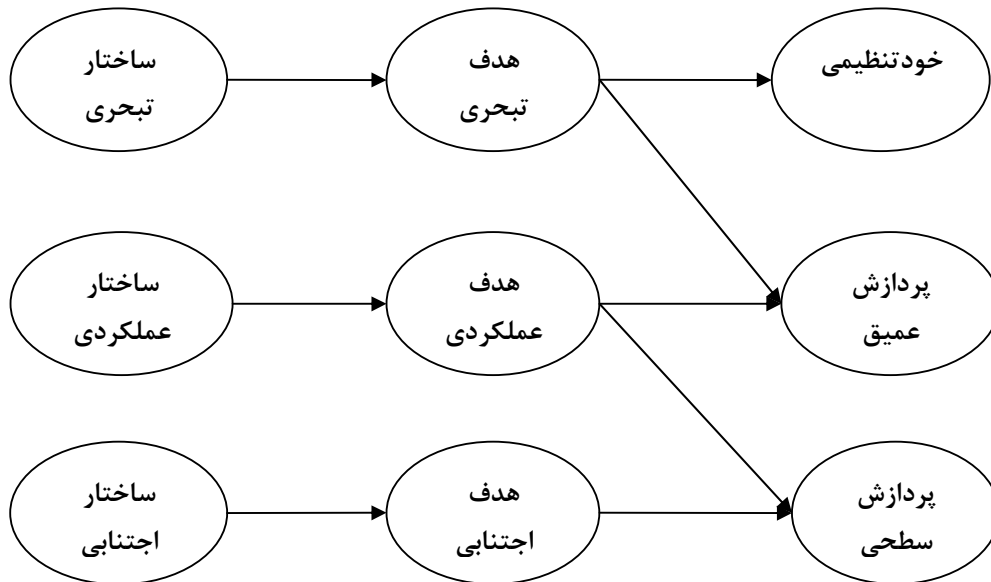 ساختار
تبحری
هدف
تبحری
خودتنظیمی
ساختار
عملکردی
هدف
عملکردی
پردازش
عمیق
ساختار
اجتنابی
هدف
اجتنابی
پردازش
سطحی